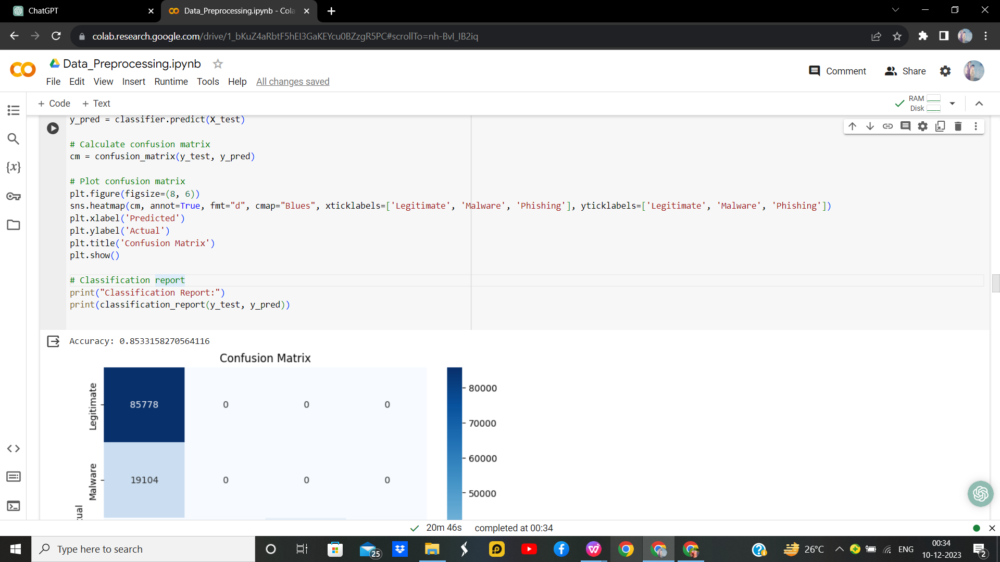 ChatGPT
Data_Preprocessing.ipynb - Cola
colab.research.google.com/drive/1_bKuZ4aRbtF5hEI3GaKEYcu0BZzgR5PC#scrollTo=nh-BvI_IB2iq
Data_Preprocessing.ipynb
Comment Share
File Edit View Insert Runtime Tools Help All changes saved
+ Code + Text
RAM
Disk
y_pred = classifier.predict(X_test)
# Calculate confusion matrix
cm = confusion_matrix(y_test, y_pred)
# Plot confusion matrix
plt.figure(figsize=(8, 6))
sns.heatmap(cm, annot=True, fmt="d", cmap="Blues", xticklabels=['Legitimate', 'Malware', 'Phishing'], yticklabels=['Legitimate', 'Malware', 'Phishing'])
plt.xlabel('Predicted')
plt.ylabel('Actual')
plt.title('Confusion Matrix')
plt.show()
# Classification report
print("Classification Report:")
print(classification_report(y_test, y_pred))
{x}
Accuracy: 0.8533158270564116
Confusion Matrix
Legitimate
85778 0 0 0
Malware
19104 0 0 0
tual
80000
70000
60000
50000
20m 46s completed at 00:34
Type here to search
25
26°C
ENG
00:34
10-12-2023
2